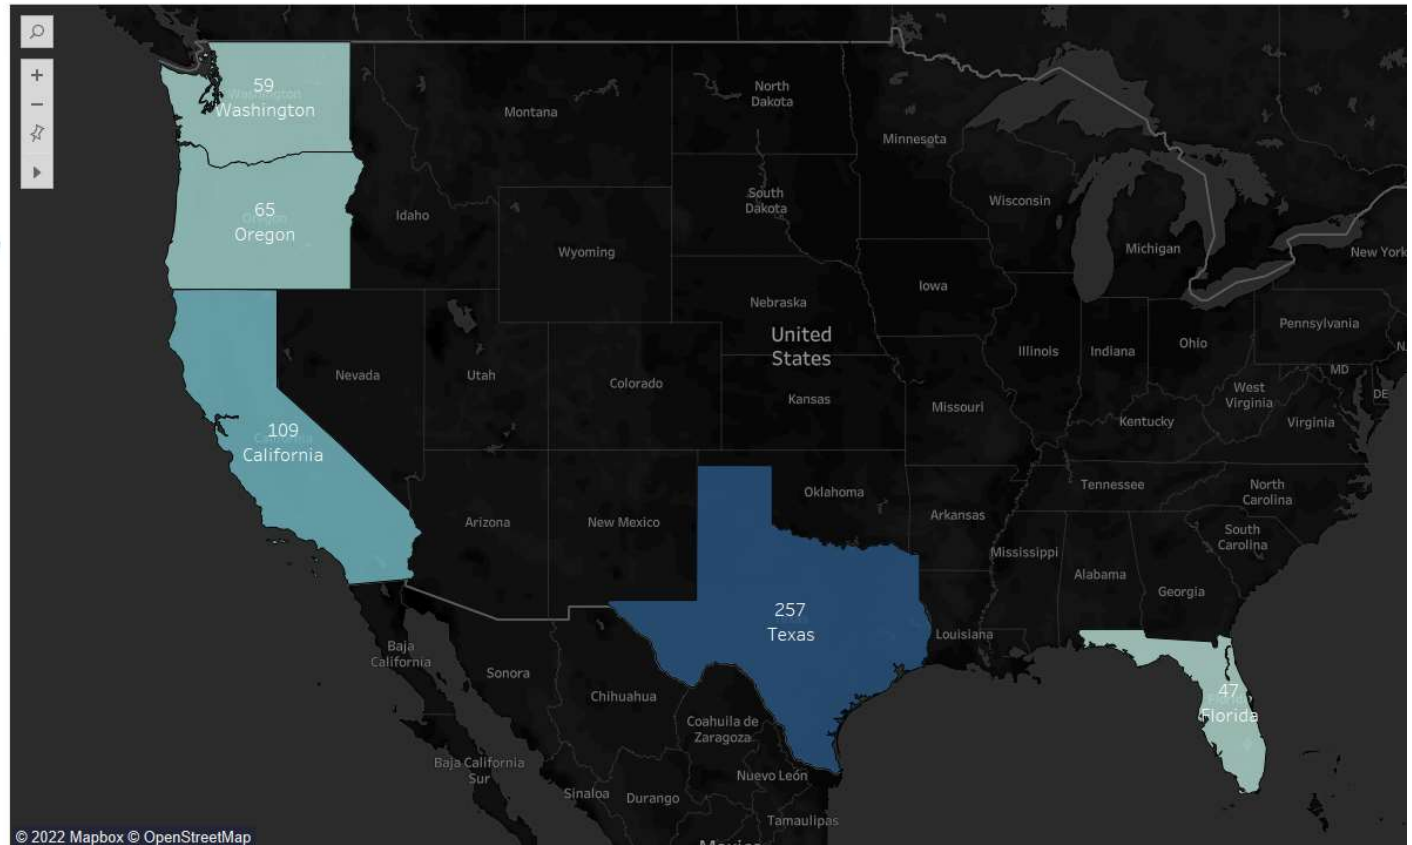 59
Washington
65
Oregon
109
California
257
Texas
47
Florida
Montana
North
Dakota
Minnesota
South
Dakota
Wisconsin
Idaho
Wyoming
Michigan
New York
Iowa
Nebraska
Pennsylvania
United
States
Illinois
Indiana
Ohio
Nevada
Utah
Colorado
Kansas
MD
DE
West
Virginia
Missouri
Kentucky
Virginia
Tennessee
North
Carolina
Oklahoma
Arkansas
Arizona
New Mexico
South
Carolina
Mississippi
Alabama
Georgia
Louisiana
Baja
California
Sonora
Chihuahua
Coahuila de
Zaragoza
Baja California
Sur
Nuevo León
Sinaloa
Durango
Tamaulipas
© 2022 Mapbox © OpenStreetMap